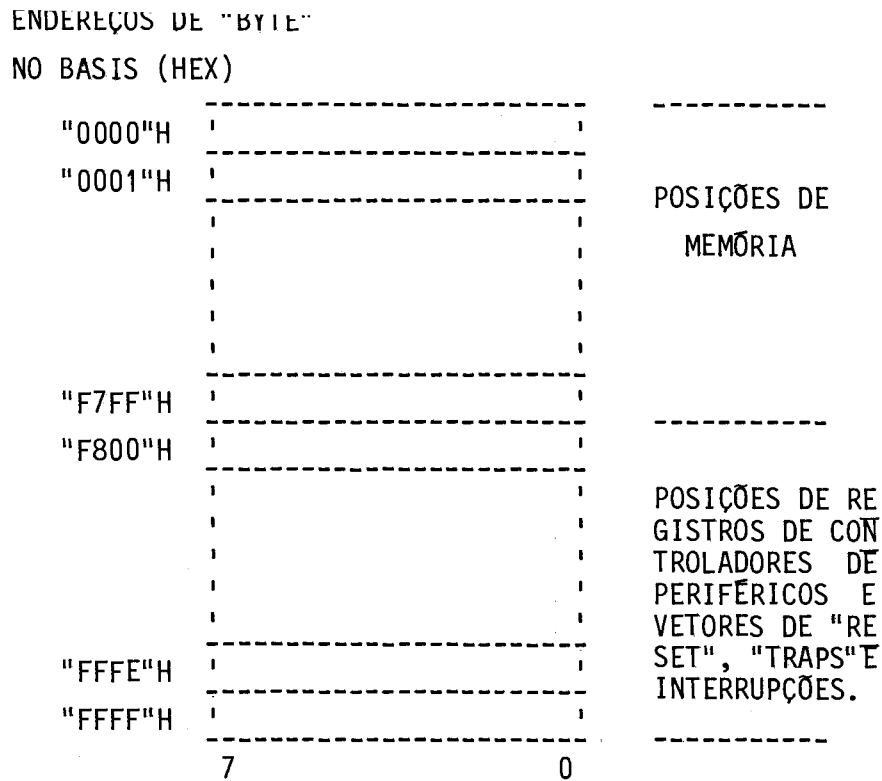 ENDEREÇOS DE "BYTE"
NO BASIS (HEX)
"0000"H
"0001"H
POSIÇÕES DE
MEMÓRIA
"F7FF"H
"F800"H
POSIÇÕES DE RE
GISTROS DE CON
TROLADORES DE
PERIFÉRICOS E
VETORES DE "RE
SET", "TRAPS"E
INTERRUPÇÕES.
"FFFE"H
"FFFF"H
7 0